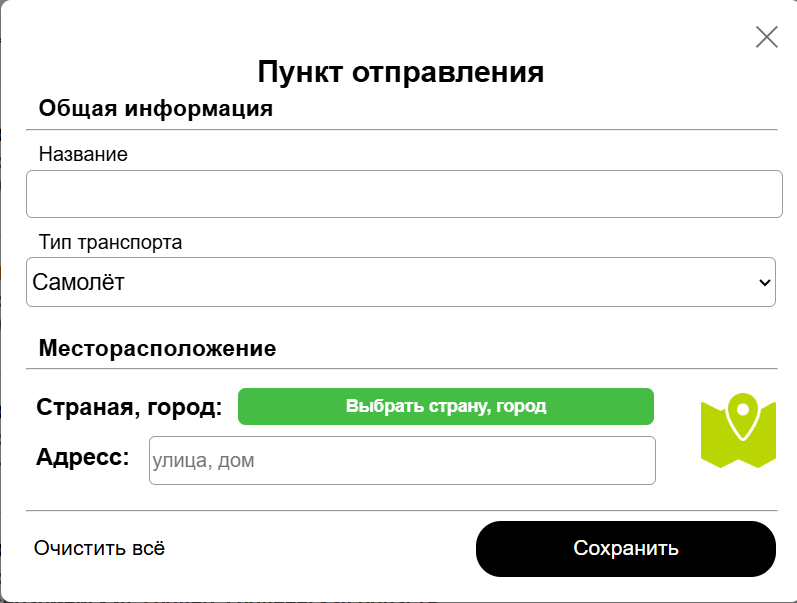 Пункт отправления
Общая информация
Название
Тип транспорта
Самолёт
Месторасположение
Страная, город:
Выбрать страну, город
Адресс:
улица, дом
Очистить всё
Сохранить